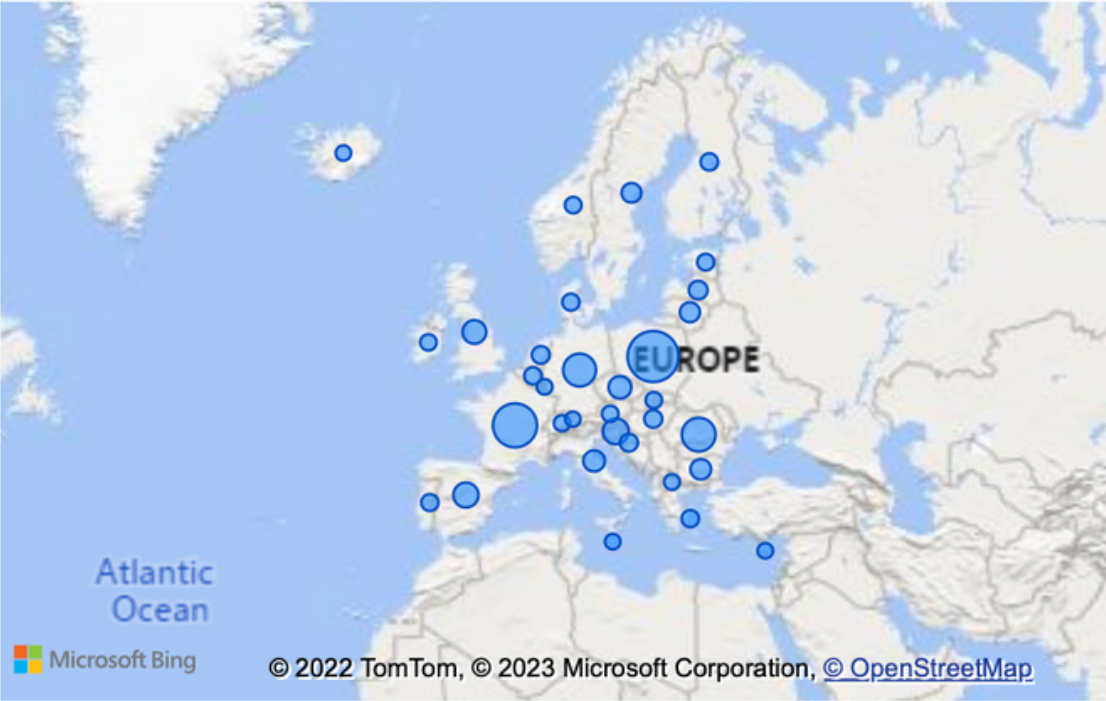 EUROPE
Atlantic
Ocean
Microsoft Bing
© 2022 TomTom, © 2023 Microsoft Corporation, © OpenStreetMap